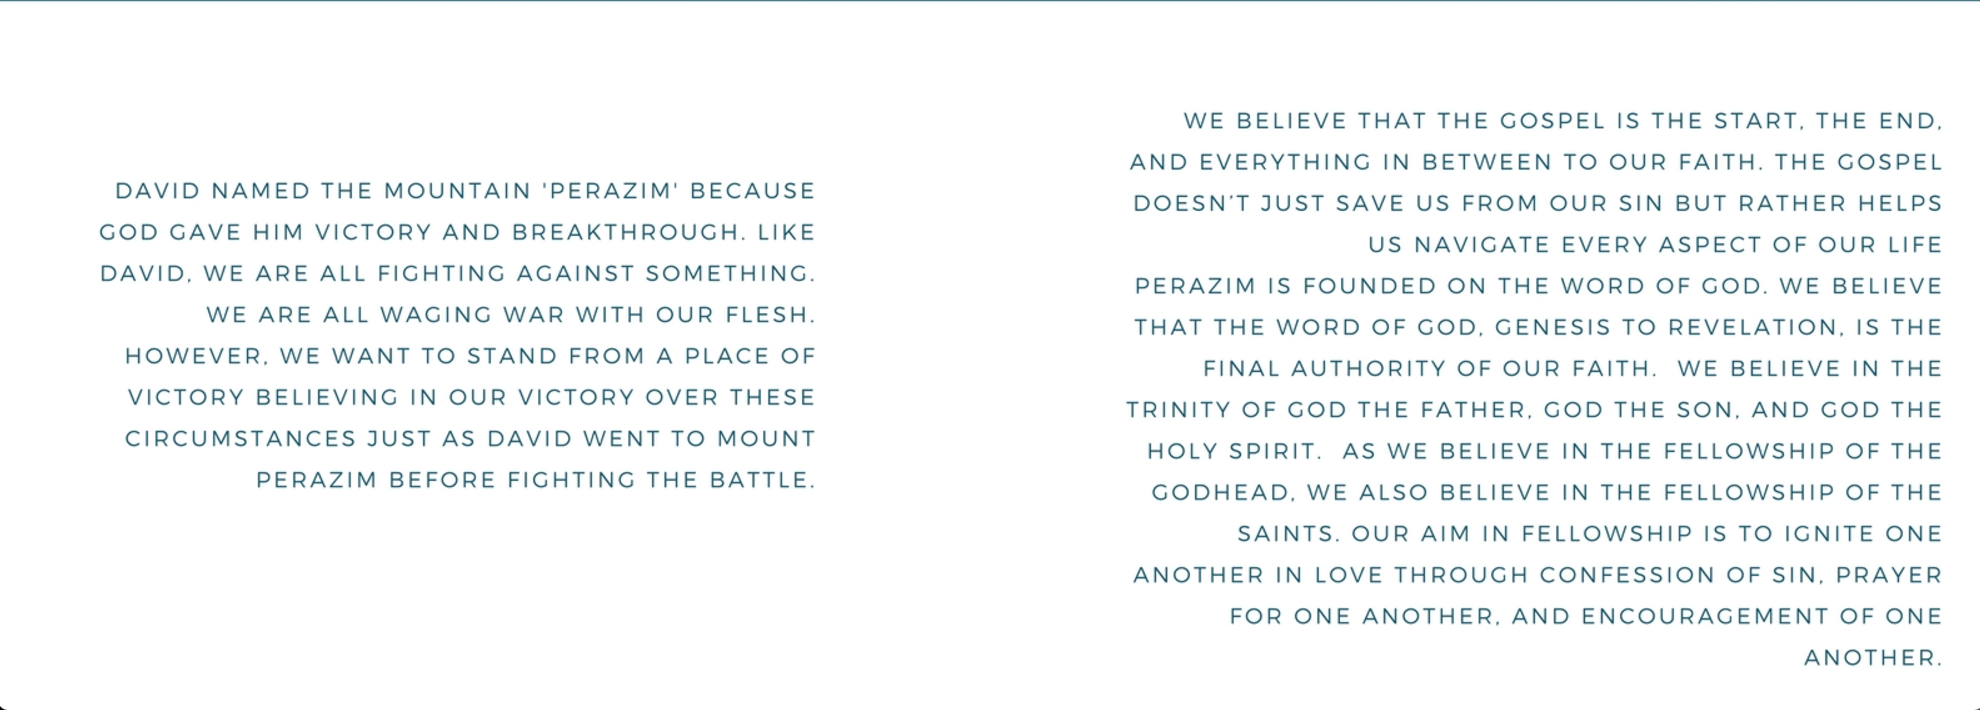 DAVID NAMED THE MOUNTAIN 'PERAZIM' BECAUSE
GOD GAVE HIM VICTORY AND BREAKTHROUGH. LIKE
DAVID, WE ARE ALL FIGHTING AGAINST SOMETHING.
WE ARE ALL WAGING WAR WITH OUR FLESH.
HOWEVER, WE WANT TO STAND FROM A PLACE OF
VICTORY BELIEVING IN OUR VICTORY OVER THESE
CIRCUMSTANCES JUST AS DAVID WENT TO MOUNT
PERAZIM BEFORE FIGHTING THE BATTLE.
WE BELIEVE THAT THE GOSPEL IS THE START, THE END,
AND EVERYTHING IN BETWEEN TO OUR FAITH. THE GOSPEL
DOESN’T JUST SAVE US FROM OUR SIN BUT RATHER HELPS
US NAVIGATE EVERY ASPECT OF OUR LIFE
PERAZIM IS FOUNDED ON THE WORD OF GOD. WE BELIEVE
THAT THE WORD OF GOD, GENESIS TO REVELATION, IS THE
FINAL AUTHORITY OF OUR FAITH.  WE BELIEVE IN THE
TRINITY OF GOD THE FATHER, GOD THE SON, AND GOD THE
HOLY SPIRIT.  AS WE BELIEVE IN THE FELLOWSHIP OF THE
GODHEAD, WE ALSO BELIEVE IN THE FELLOWSHIP OF THE
SAINTS. OUR AIM IN FELLOWSHIP IS TO IGNITE ONE
ANOTHER IN LOVE THROUGH CONFESSION OF SIN, PRAYER
FOR ONE ANOTHER, AND ENCOURAGEMENT OF ONE
ANOTHER.